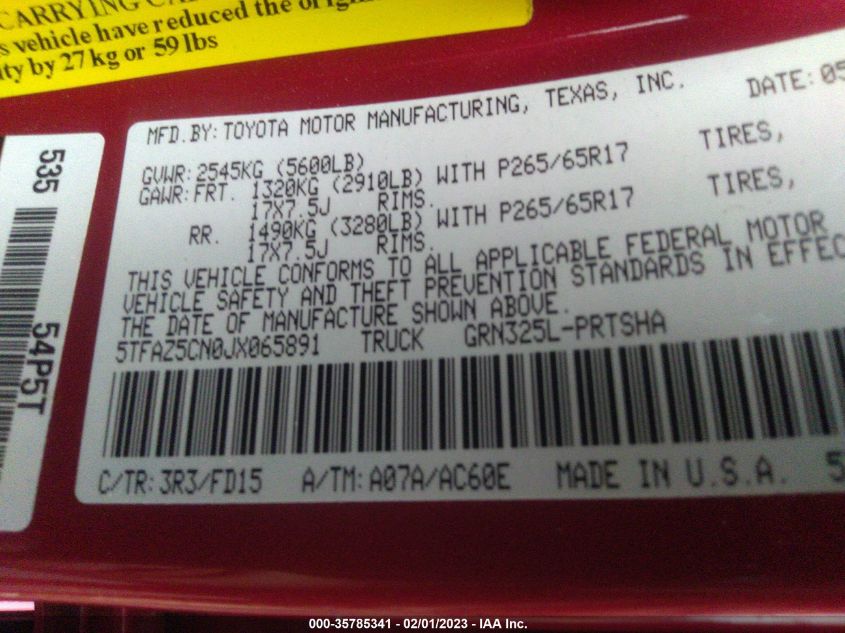 CARRYING CA
s vehicle have reduced the origin
ity by 27 kg or 59 lbs
MFD. BY: TOYOTA MOTOR MANUFACTURING, TEXAS, INC. DATE: 05
GVWR: 2545KG (5600LB)
GAWR: FRT. 1320KG (2910LB) WITH P265/65R17 TIRES,
17X7.5J RIMS.
RR. 1490KG (3280LB) WITH P265/65R17 TIRES,
17X7.5J RIMS.
THIS VEHICLE CONFORMS TO ALL APPLICABLE FEDERAL MOTOR
VEHICLE SAFETY AND THEFT PREVENTION STANDARDS IN EFFEC
THE DATE OF MANUFACTURE SHOWN ABOVE.
5TFAZ5CN0JX065891 TRUCK GRN325L-PRTSHA
C/TR: 3R3/FD15 A/TM: A07A/AC60E MADE IN U.S.A. 5
535
54P5T
000-35785341 - 02/01/2023 - IAA Inc.